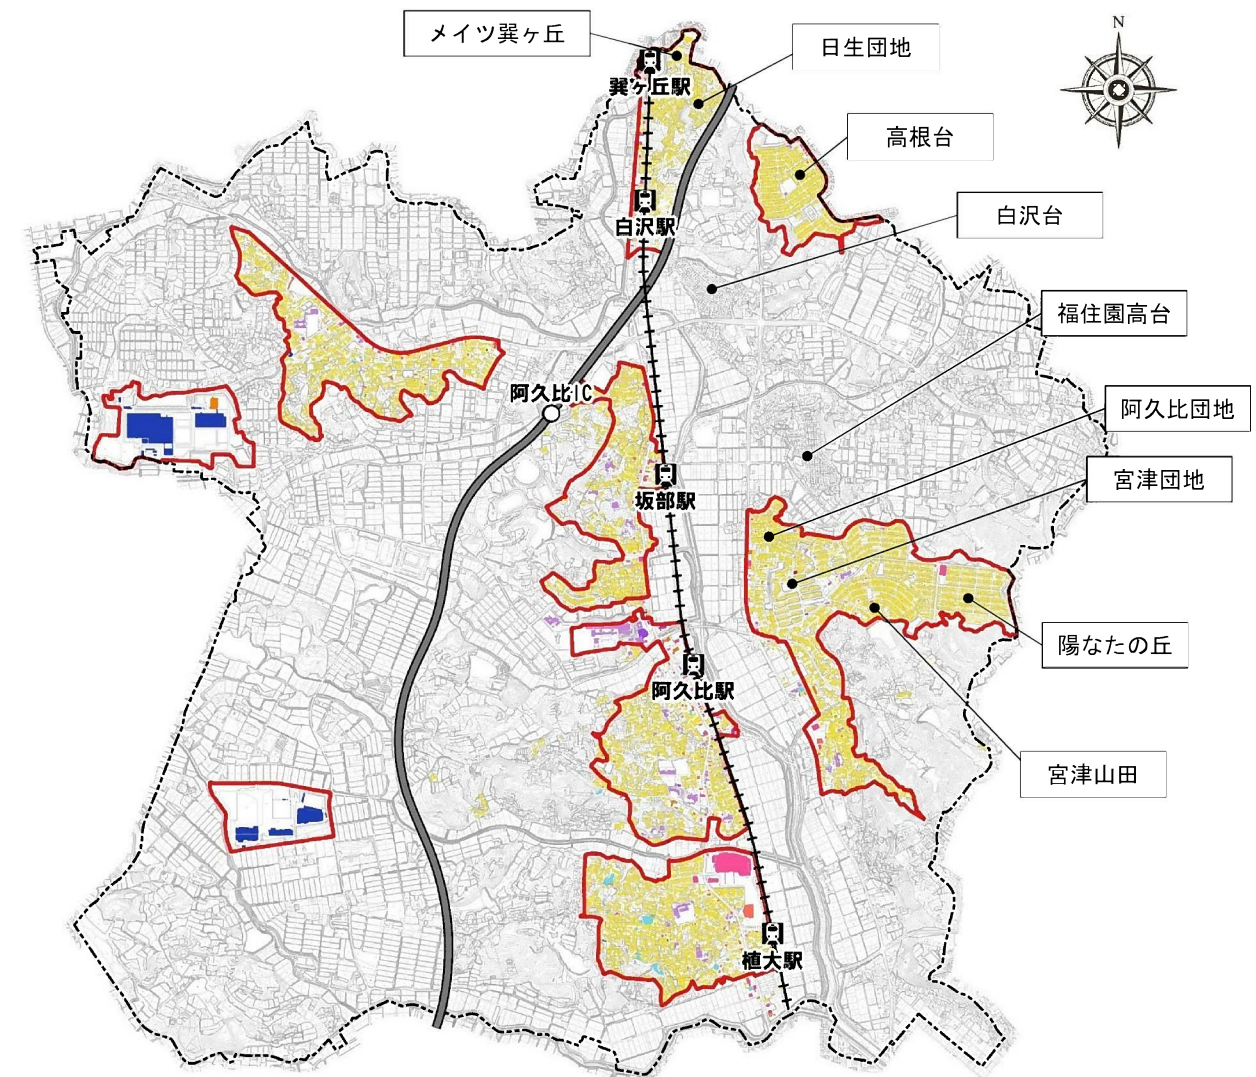 メイツ巽ヶ丘
日生団地
N
巽ヶ丘駅
高根台
白沢台
白沢駅
福住園高台
阿久比IC
阿久比団地
宮津団地
坂部駅
陽なたの丘
阿久比駅
宮津山田
植大駅